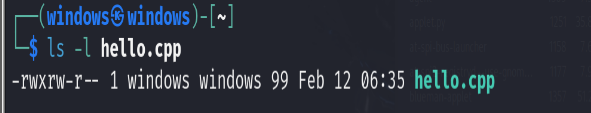 ┌──(windows㉿windows)-[~]
└─$ ls -l hello.cpp
-rwxrw-r-- 1 windows windows 99 Feb 12 06:35 hello.cpp